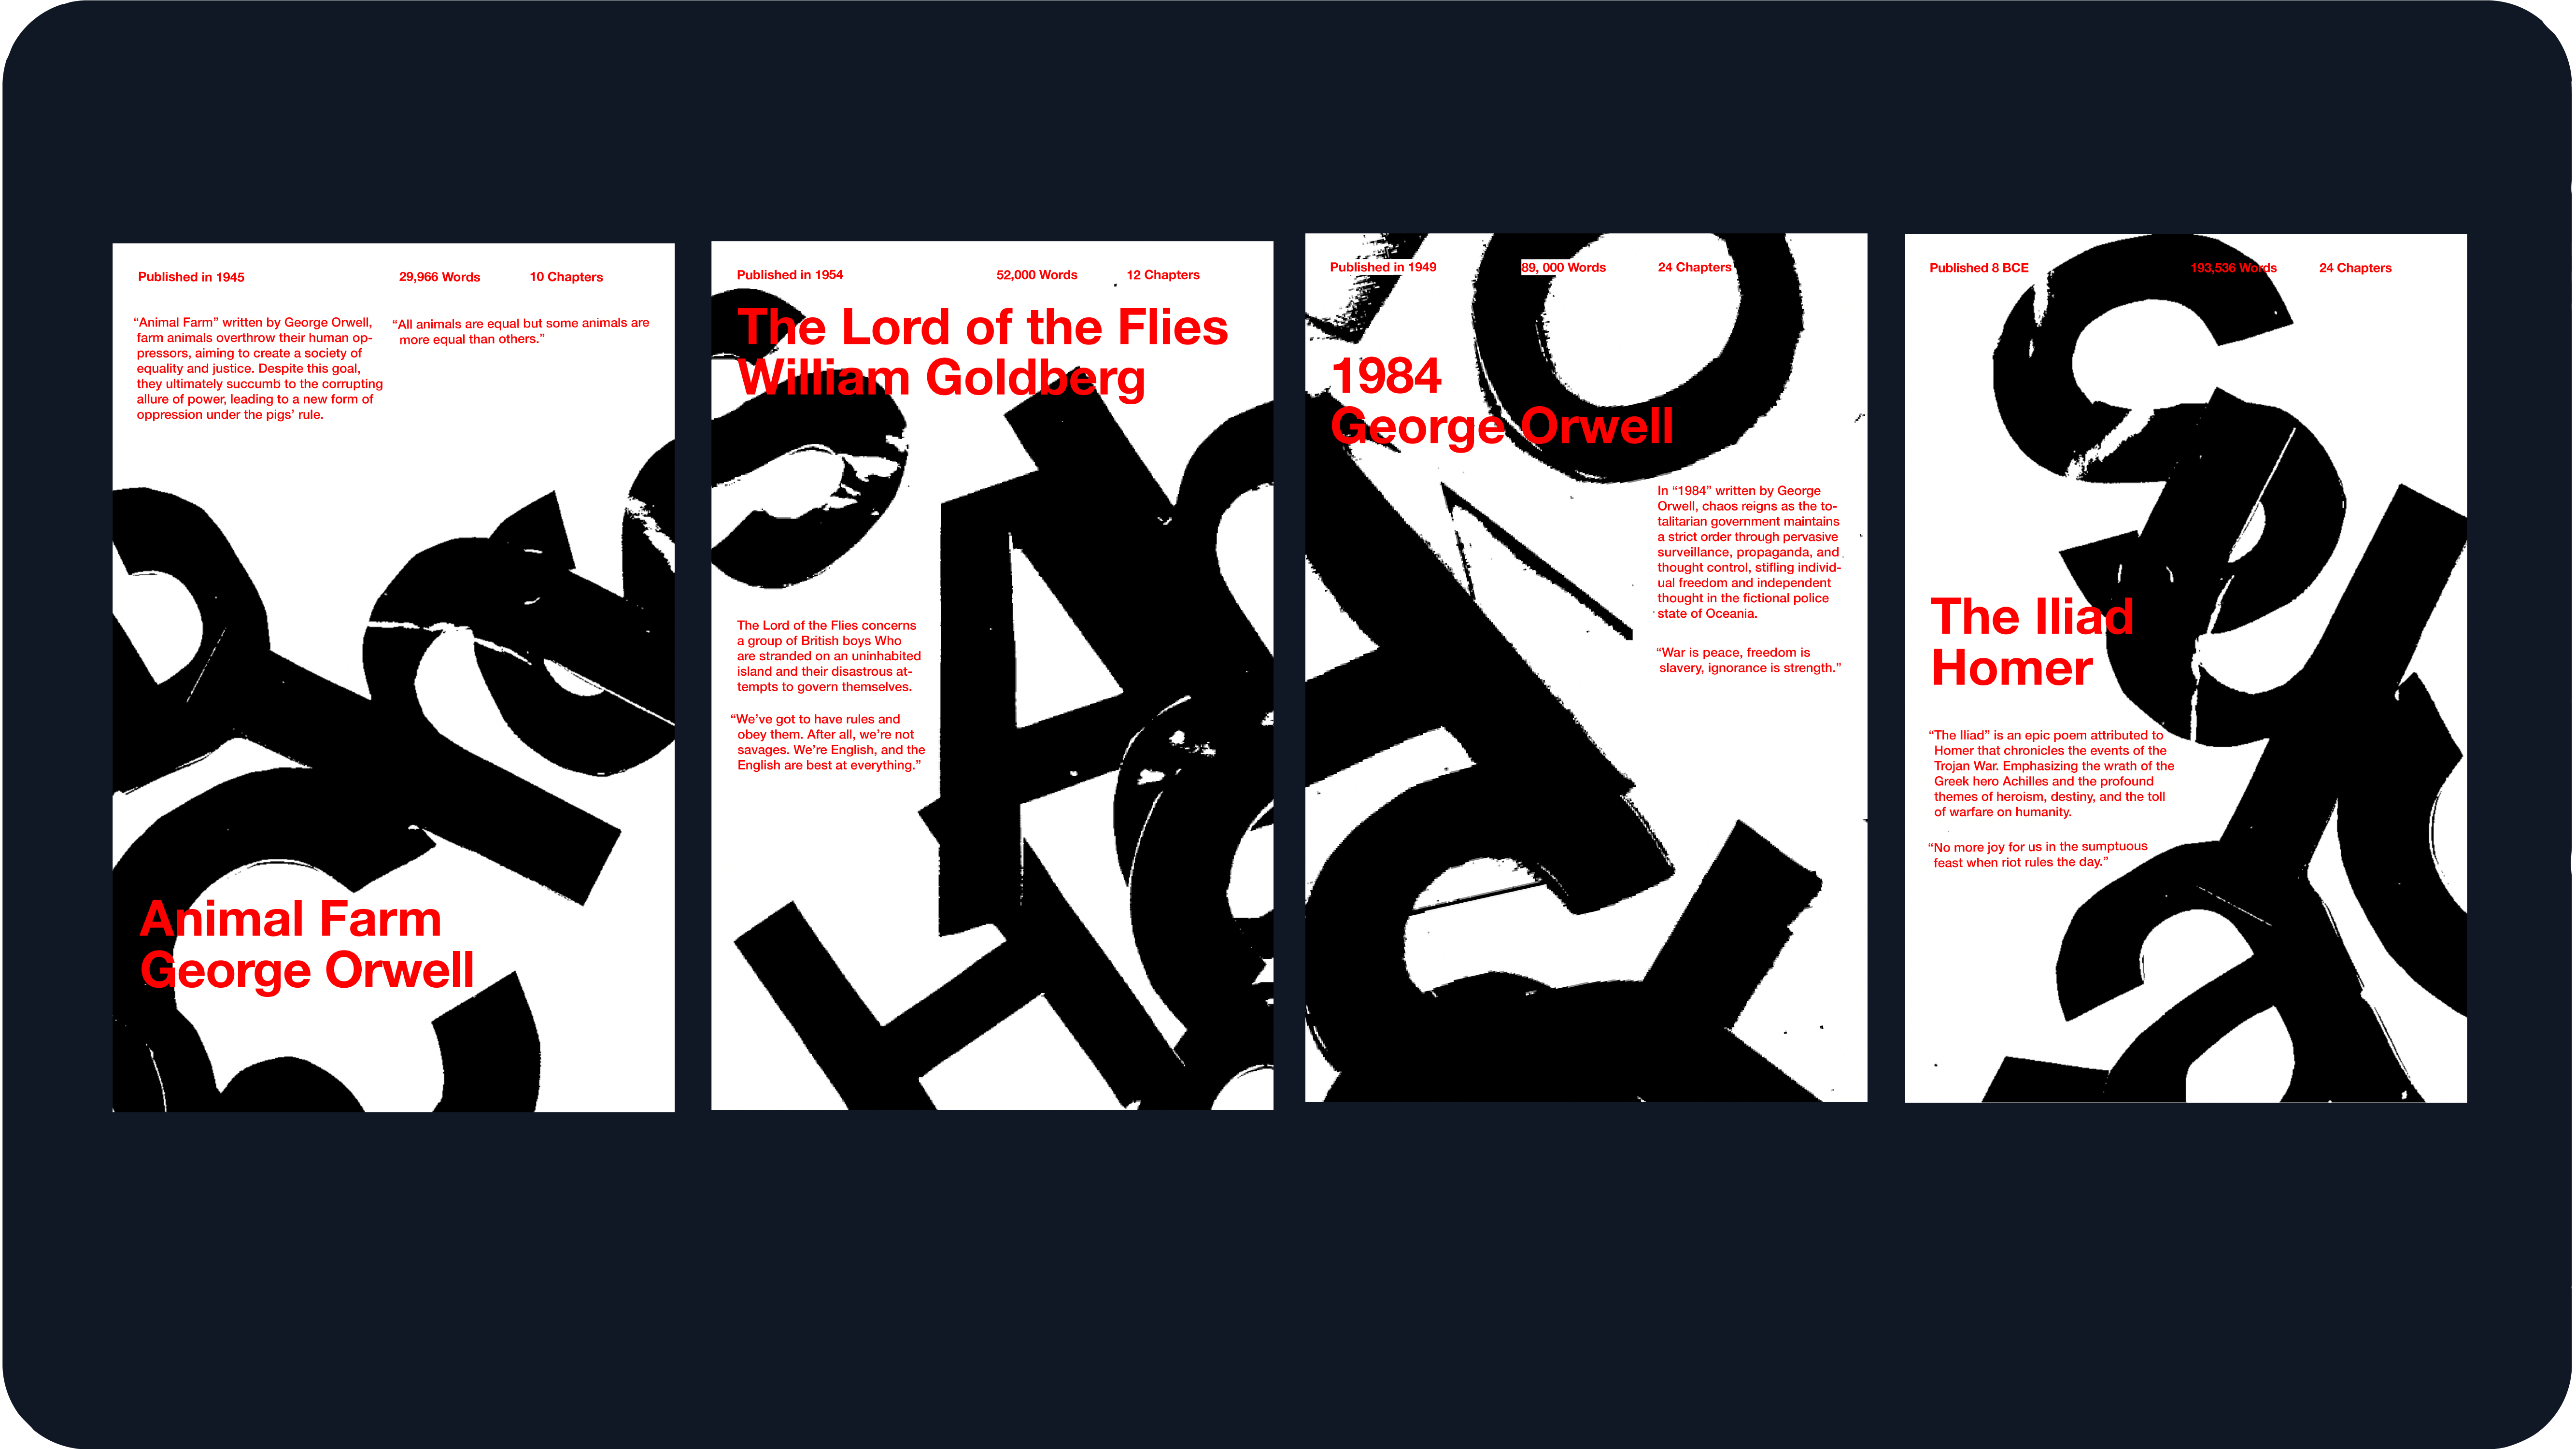 Published in 1945
29,966 Words
10 Chapters
“Animal Farm” written by George Orwell,
farm animals overthrow their human op-
pressors, aiming to create a society of
equality and justice. Despite this goal,
they ultimately succumb to the corrupting
allure of power, leading to a new form of
oppression under the pigs’ rule.
“All animals are equal but some animals are
more equal than others.”
Animal Farm
George Orwell
Published in 1954
52,000 Words
12 Chapters
The Lord of the Flies
William Goldberg
The Lord of the Flies concerns
a group of British boys Who
are stranded on an uninhabited
island and their disastrous at-
tempts to govern themselves.
“We’ve got to have rules and
obey them. After all, we’re not
savages. We’re English, and the
English are best at everything.”
Published in 1949
89, 000 Words
24 Chapters
1984
George Orwell
In “1984” written by George
Orwell, chaos reigns as the to-
talitarian government maintains
a strict order through pervasive
surveillance, propaganda, and
thought control, stifling individ-
ual freedom and independent
thought in the fictional police
state of Oceania.
“War is peace, freedom is
slavery, ignorance is strength.”
Published 8 BCE
193,536 Words
24 Chapters
The Iliad
Homer
“The Iliad” is an epic poem attributed to
Homer that chronicles the events of the
Trojan War. Emphasizing the wrath of the
Greek hero Achilles and the profound
themes of heroism, destiny, and the toll
of warfare on humanity.
“No more joy for us in the sumptuous
feast when riot rules the day.”